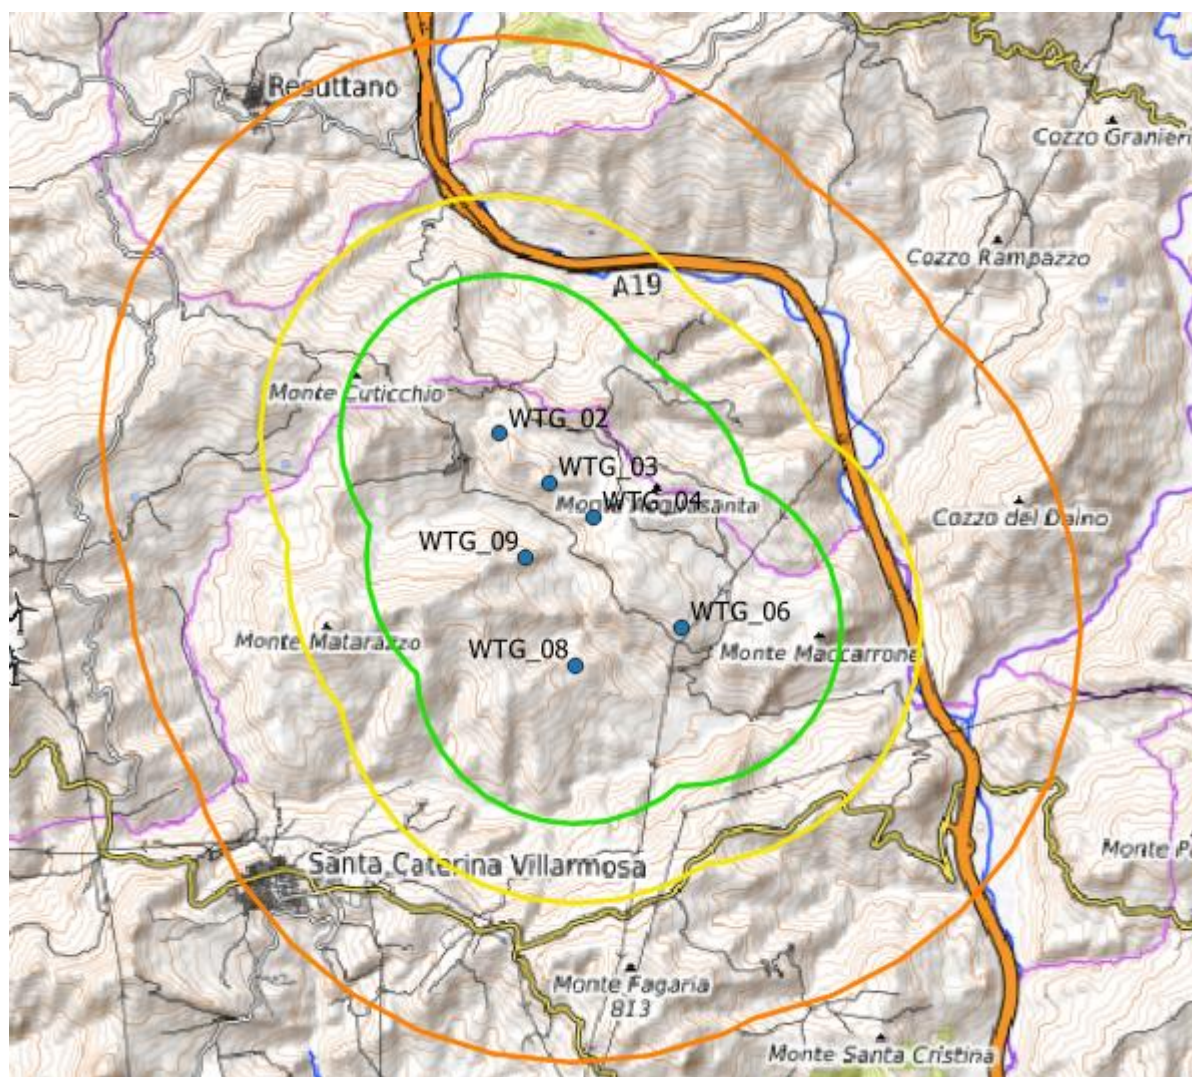 Resuttano
Cozzo Granieri
Cozzo Rampazzo
A19
Monte Cuticchio
WTG_02
WTG_03
WTG_04
Cozzo del Daino
WTG_09
WTG_06
Monte Matarazzo
WTG_08
Monte Maccarrone
Monte
Santa Caterina Villarmosa
Monte Fagaria
813
Monte Santa Cristina